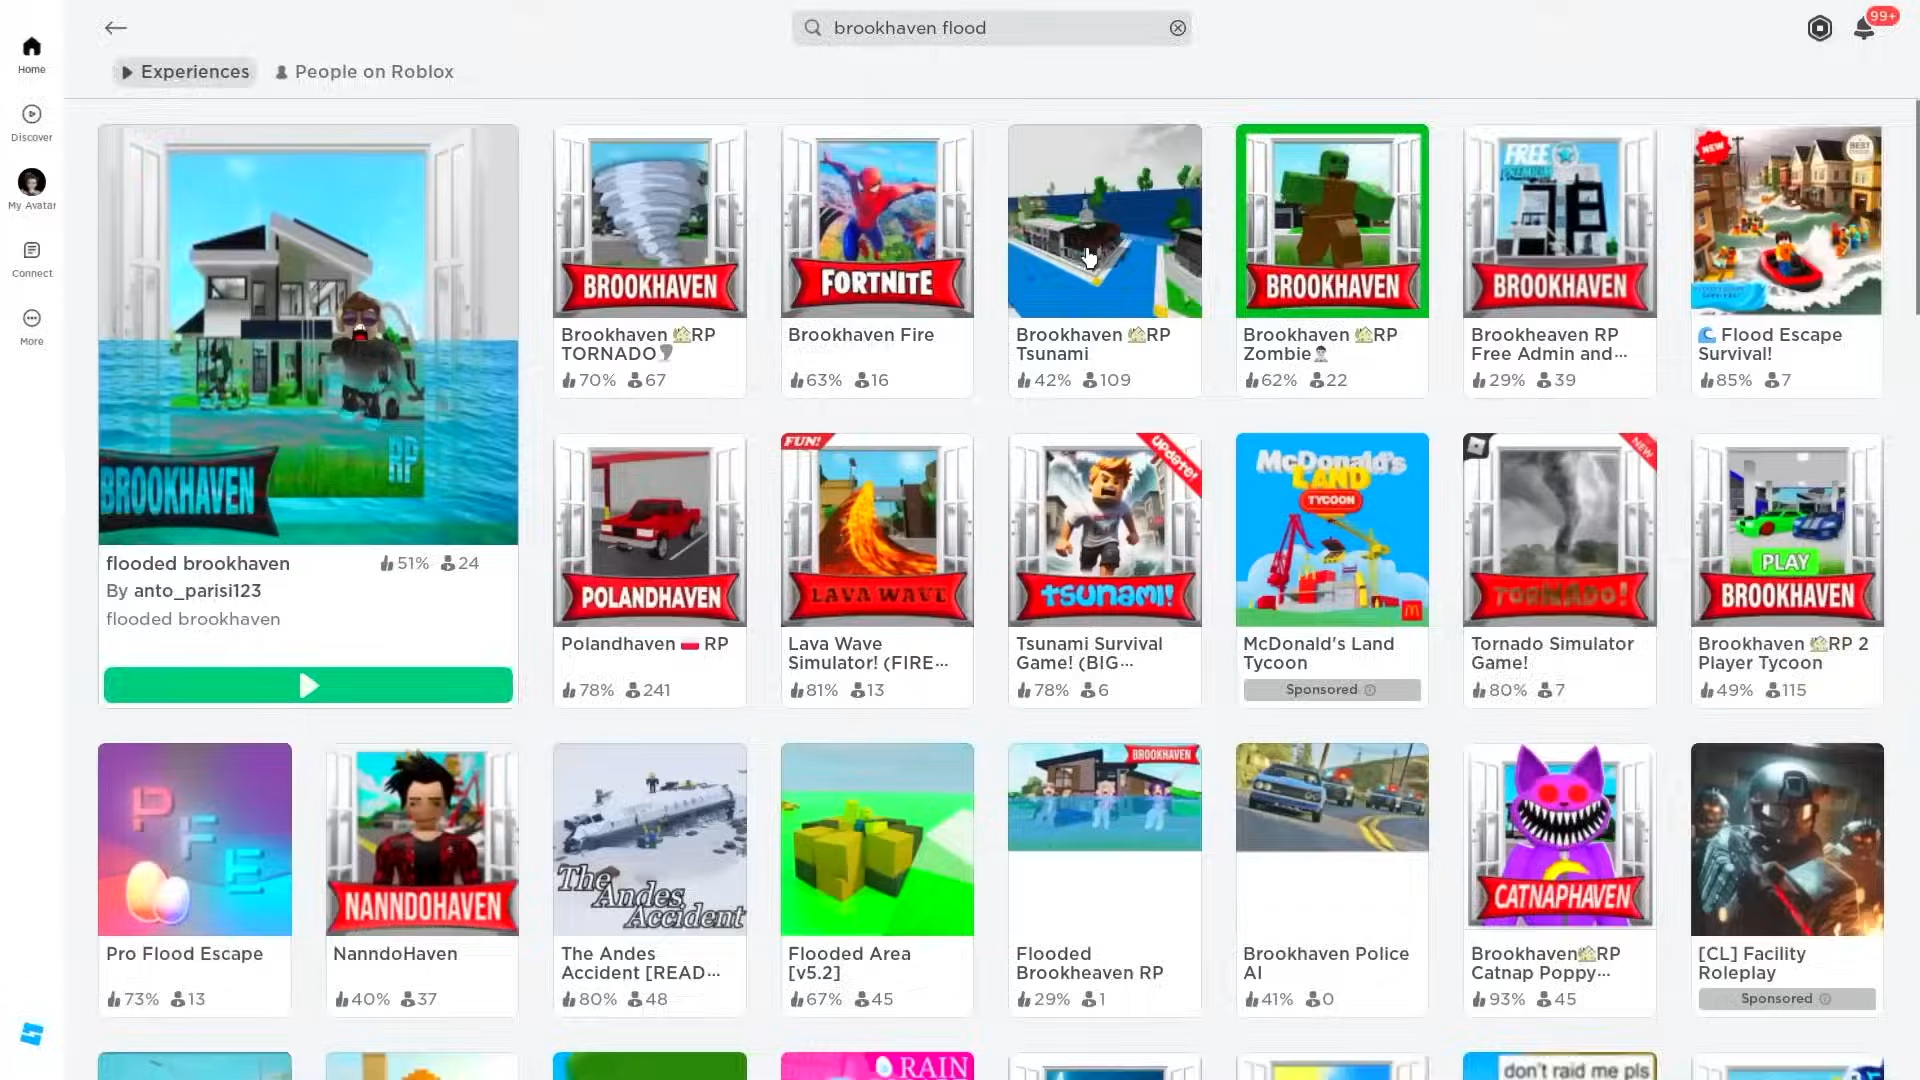 brookhaven flood
99+
Home
Discover
My Avatar
Connect
More
Experiences
People on Roblox
BROOKHAVEN
RP
flooded brookhaven
51% 24
By anto_parisi123
flooded brookhaven
BROOKHAVEN
Brookhaven RP
TORNADO
70% 67
FORTNITE
Brookhaven Fire
63% 16
Brookhaven RP
Tsunami
42% 109
BROOKHAVEN
Brookhaven RP
Zombie
62% 22
FREE
PREMIUM
BROOKHAVEN
Brookheaven RP
Free Admin and...
29% 39
NEW
BEST
Flood Escape
Survival!
85% 7
POLANDHAVEN
Polandhaven RP
78% 241
FUN!
LAVA WAVE
Lava Wave
Simulator! (FIRE...
81% 13
UPDATE!
TSUNAMI!
Tsunami Survival
Game! (BIG...
78% 6
McDonald's
LAND
TYCOON
McDonald's Land
Tycoon
Sponsored
NEW
TORNADO!
Tornado Simulator
Game!
80% 7
PLAY
BROOKHAVEN
Brookhaven RP 2
Player Tycoon
49% 115
P
F
E
Pro Flood Escape
73% 13
NANNDOHAVEN
NanndoHaven
40% 37
The
Andes
Accident
The Andes
Accident [READ...
80% 48
Flooded Area
[v5.2]
67% 45
BROOKHAVEN
Flooded
Brookheaven RP
29% 1
Brookhaven Police
AI
41% 0
CATNAPHAVEN
Brookhaven RP
Catnap Poppy...
93% 45
[CL] Facility
Roleplay
Sponsored
RAIN
don't raid me pls